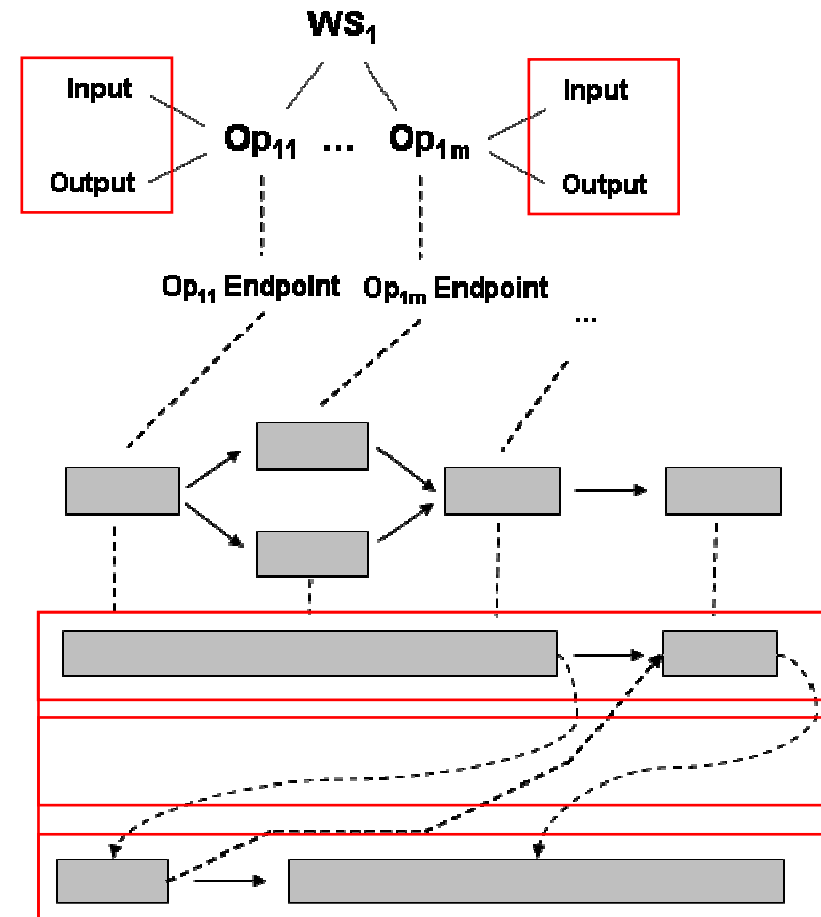 WS1
Input
Input
Op11 ... Op1m
Output
Output
Op11 Endpoint Op1m Endpoint
...